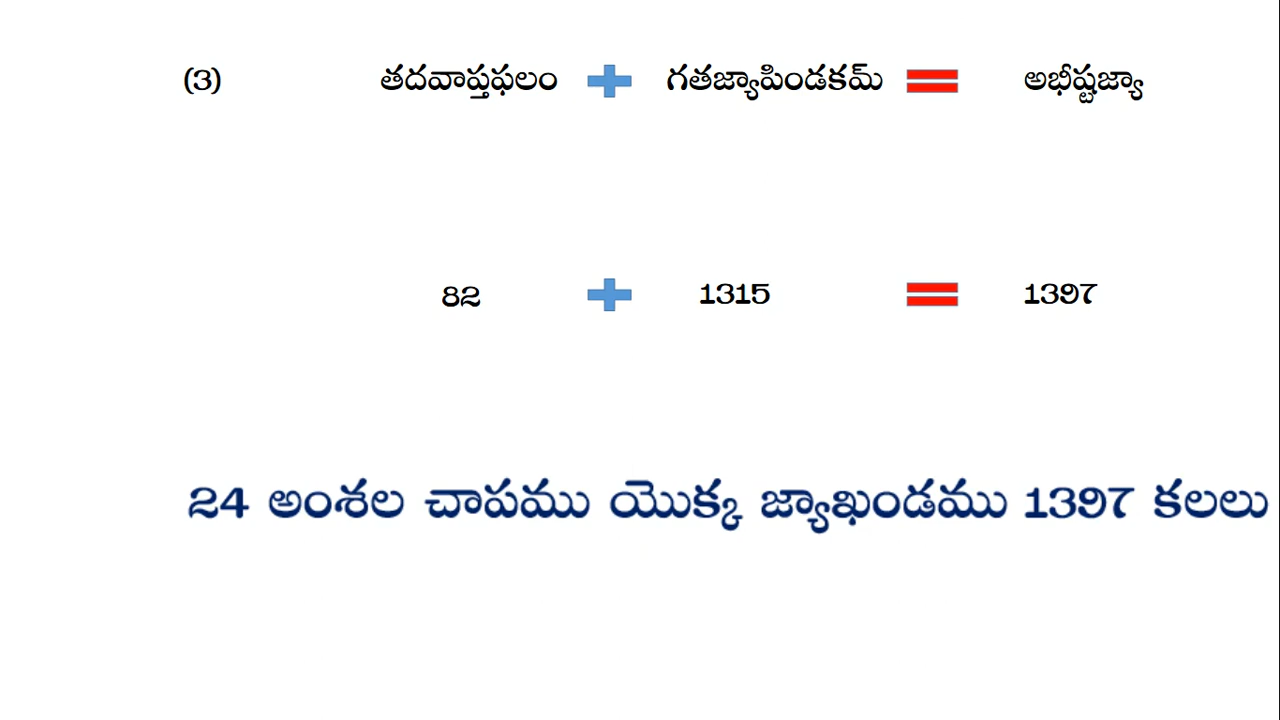 (3) తదవాప్తఫలం + గతజ్యాపిండకమ్ = అభీష్టజ్యా
82 + 1315 = 1397
24 అంశల చాపము యొక్క జ్యాఖండము 1397 కలలు